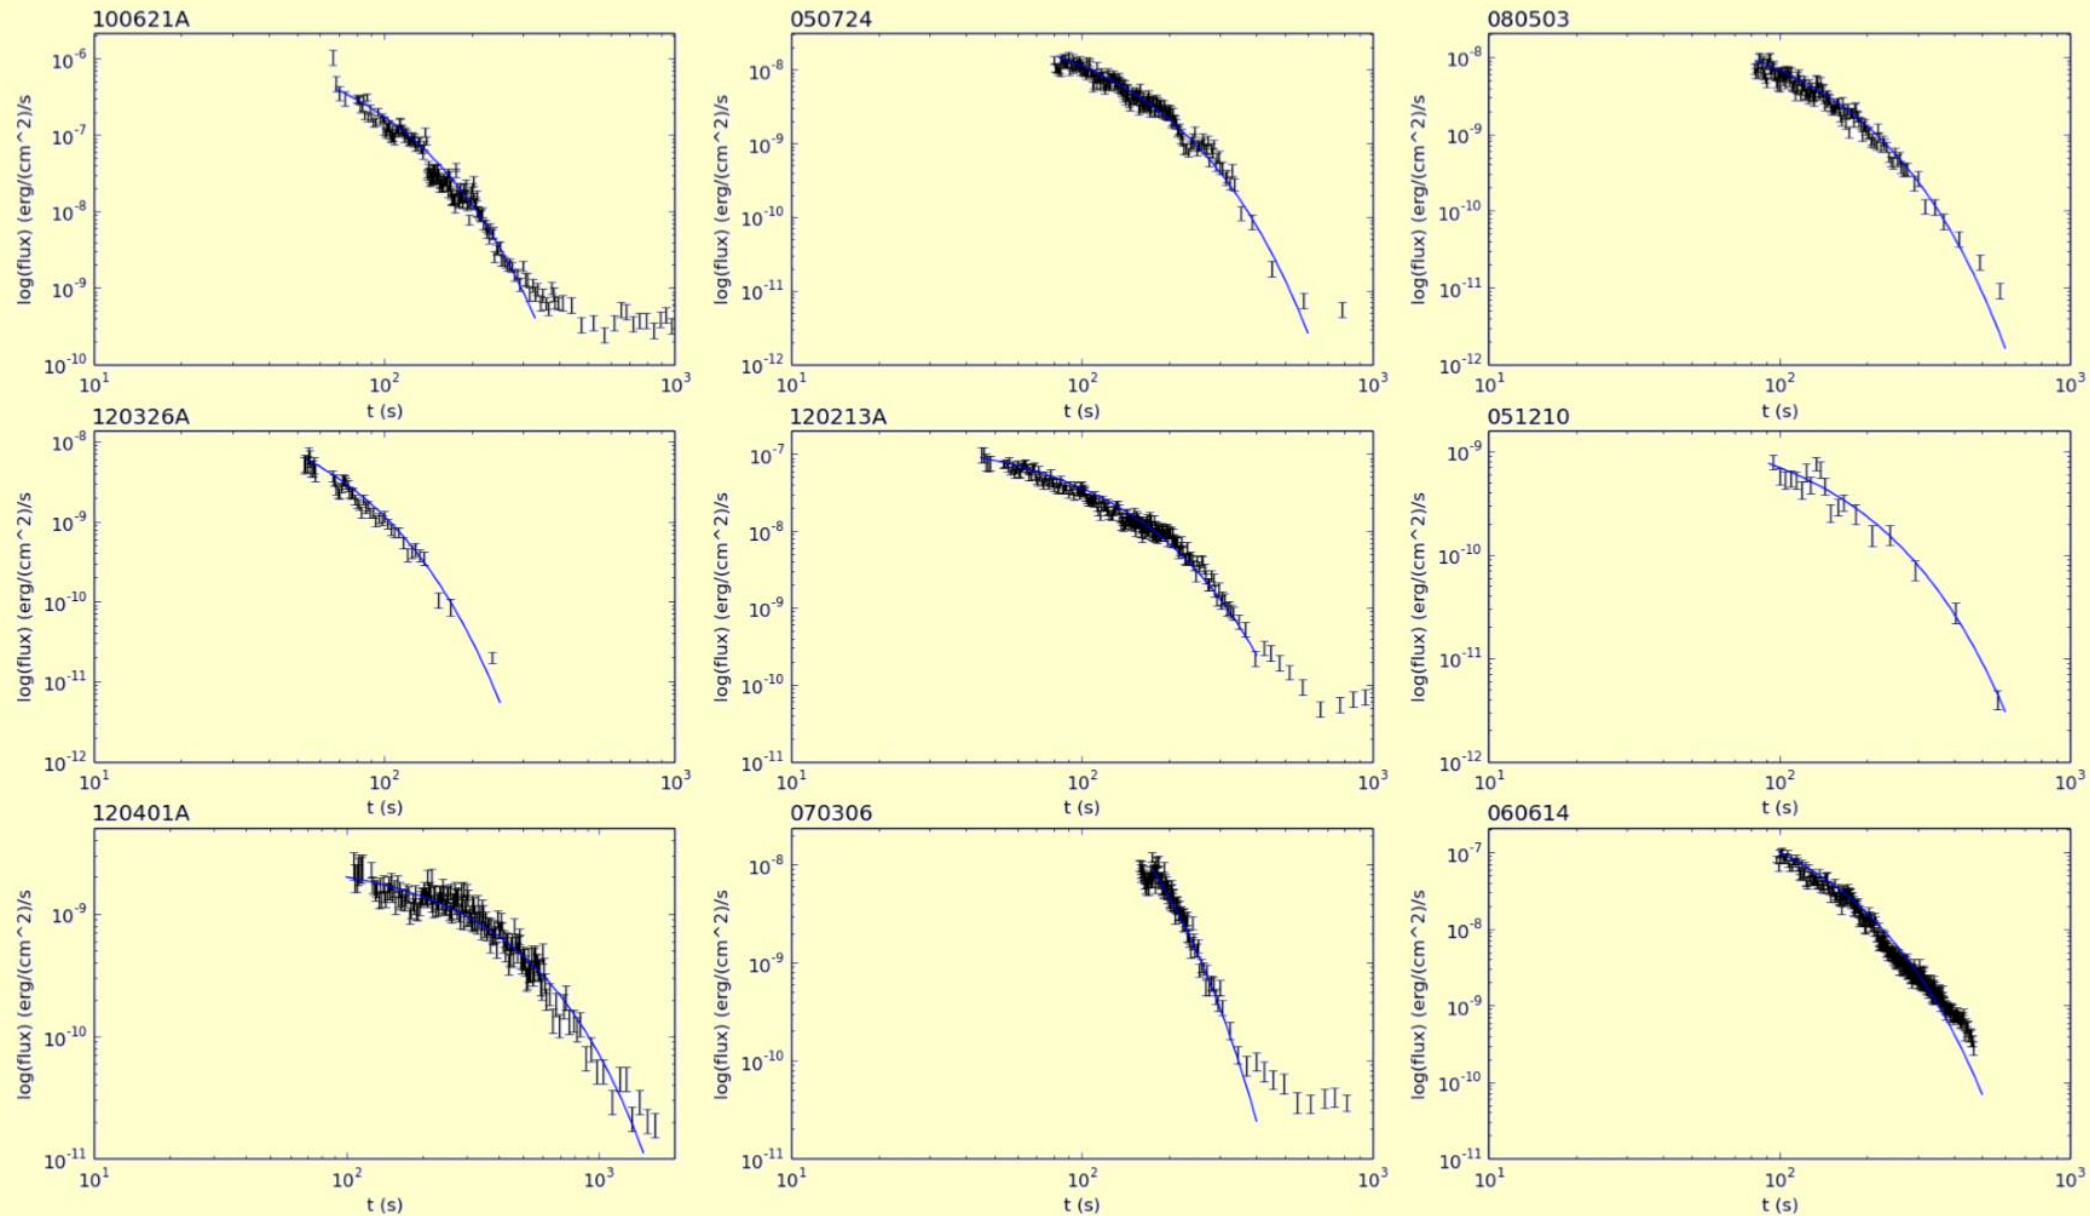 100621A 050724 080503
log(flux) (erg/(cm^2)/s log(flux) (erg/(cm^2)/s log(flux) (erg/(cm^2)/s
10^-6 10^-7 10^-8 10^-9 10^-10
10^-8 10^-9 10^-10 10^-11 10^-12
10^-8 10^-9 10^-10 10^-11 10^-12
10^1 10^2 10^3 10^1 10^2 10^3 10^1 10^2 10^3
t (s) t (s) t (s)
120326A 120213A 051210
log(flux) (erg/(cm^2)/s log(flux) (erg/(cm^2)/s log(flux) (erg/(cm^2)/s
10^-8 10^-9 10^-10 10^-11 10^-12
10^-7 10^-8 10^-9 10^-10 10^-11
10^-9 10^-10 10^-11 10^-12
10^1 10^2 10^3 10^1 10^2 10^3 10^1 10^2 10^3
t (s) t (s) t (s)
120401A 070306 060614
log(flux) (erg/(cm^2)/s log(flux) (erg/(cm^2)/s log(flux) (erg/(cm^2)/s
10^-9 10^-10 10^-11
10^-8 10^-9 10^-10 10^-11
10^-7 10^-8 10^-9 10^-10 10^-11
10^1 10^2 10^3 10^1 10^2 10^3 10^1 10^2 10^3
t (s) t (s) t (s)